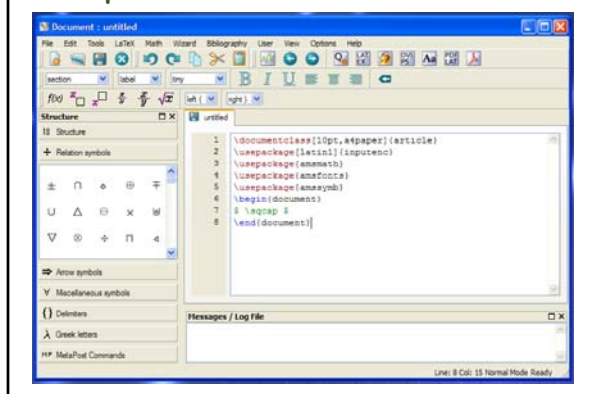 Document : untitled
File Edit Tools LaTeX Math Wizard Bibliography User View Options Help
section label tiny B I U
f(x) left ( right )
Structure untitled
Structure
Relation symbols
± ∩ ⋄ ⊕ ∓
∪ △ ⊖ × ⊎
▽ ⊗ ÷ ⊓ ◃
Arrow symbols
Miscellaneous symbols
Delimiters
λ Greek letters
MP MetaPost Commands
1 \documentclass[10pt,a4paper]{article}
2 \usepackage[latin1]{inputenc}
3 \usepackage{amsmath}
4 \usepackage{amsfonts}
5 \usepackage{amssymb}
6 \begin{document}
7 $ \sqcap $
8 \end{document}
Messages / Log File
Line: 8 Col: 15 Normal Mode Ready